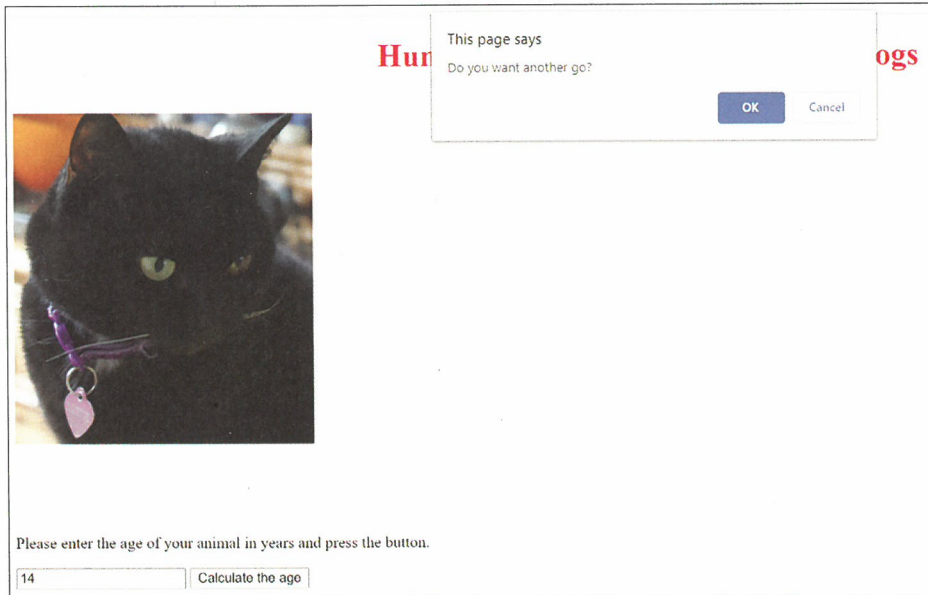 This page says
Do you want another go?
OK
Cancel
Hun
ogs
Please enter the age of your animal in years and press the button.
14
Calculate the age